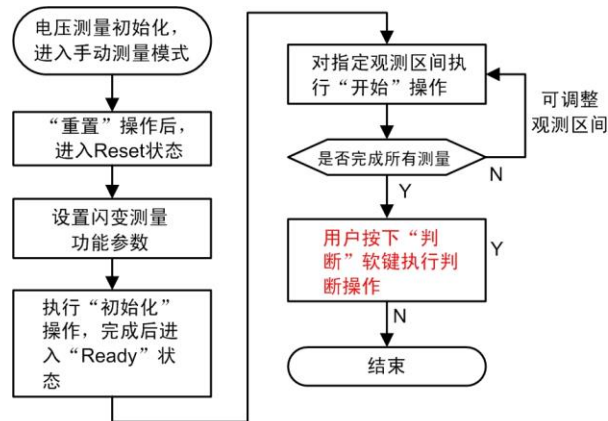 电压测量初始化,
进入手动测量模式
“重置”操作后,
进入Reset状态
设置闪变测量
功能参数
执行“初始化”
操作,完成后进
入“Ready”状
态
对指定观测区间执
行“开始”操作
可调整
观测区间
是否完成所有测量
N
Y
用户按下“判
断”软键执行判
断操作
Y
N
结束